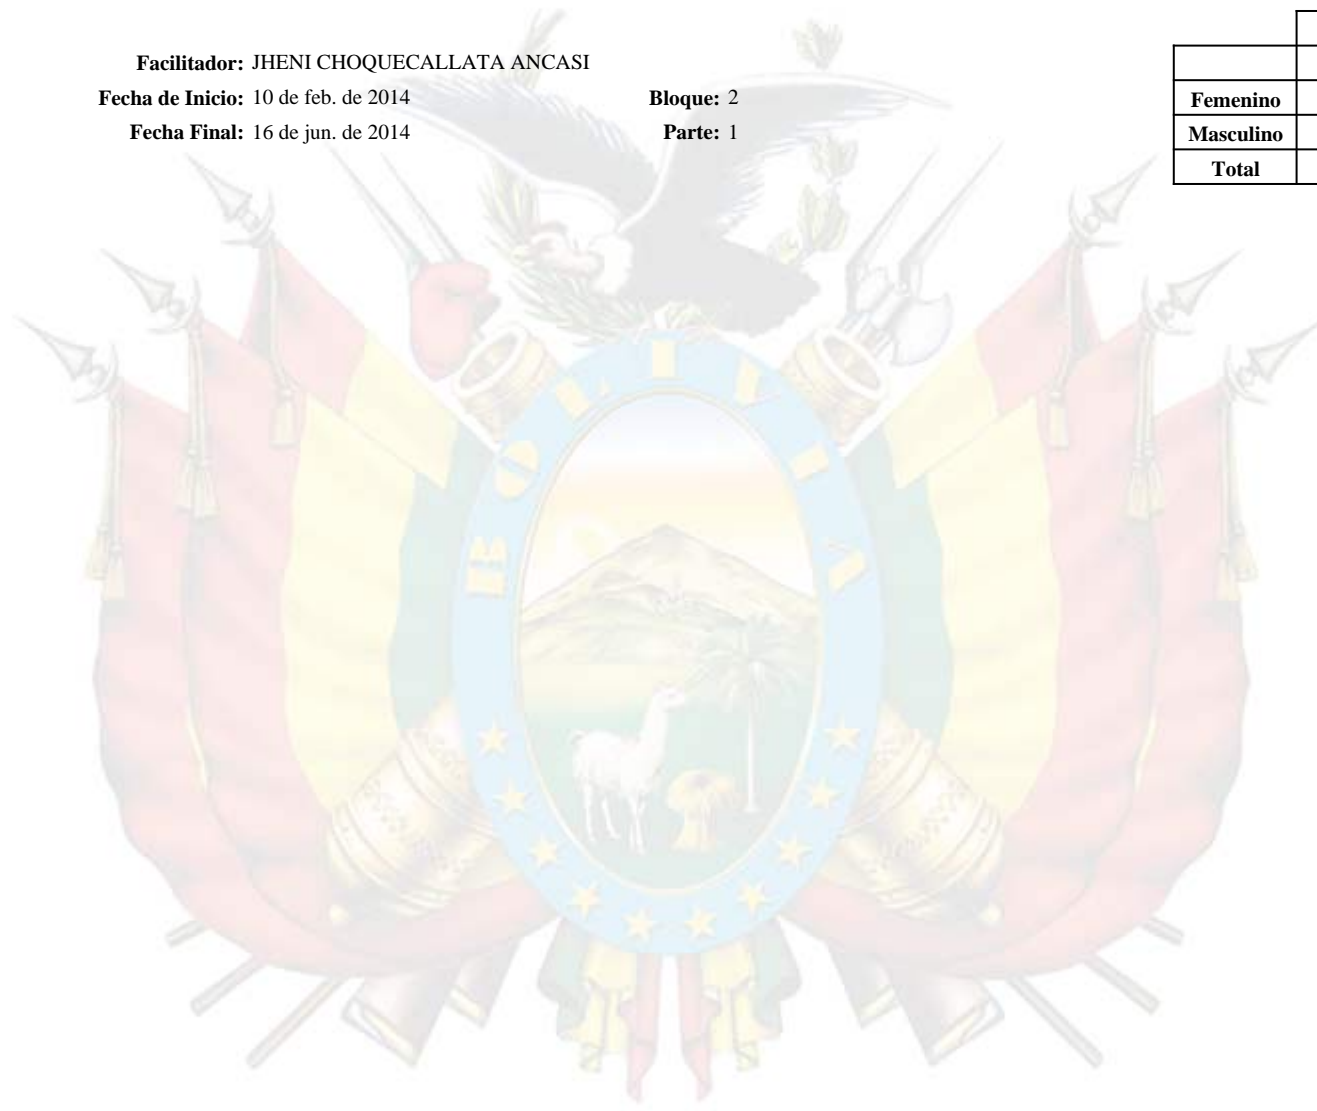 Facilitador: JHENI CHOQUECALLATA ANCASI
Fecha de Inicio: 10 de feb. de 2014 Bloque: 2
Fecha Final: 16 de jun. de 2014 Parte: 1
Femenino
Masculino
Total
BOLIVIA